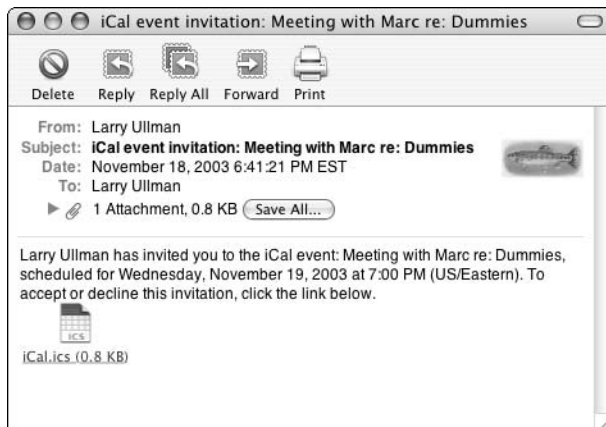 iCal event invitation: Meeting with Marc re: Dummies
Delete Reply Reply All Forward Print
From: Larry Ullman
Subject: iCal event invitation: Meeting with Marc re: Dummies
Date: November 18, 2003 6:41:21 PM EST
To: Larry Ullman
1 Attachment, 0.8 KB Save All...
Larry Ullman has invited you to the iCal event: Meeting with Marc re: Dummies,
scheduled for Wednesday, November 19, 2003 at 7:00 PM (US/Eastern). To
accept or decline this invitation, click the link below.
ICS
iCal.ics (0.8 KB)